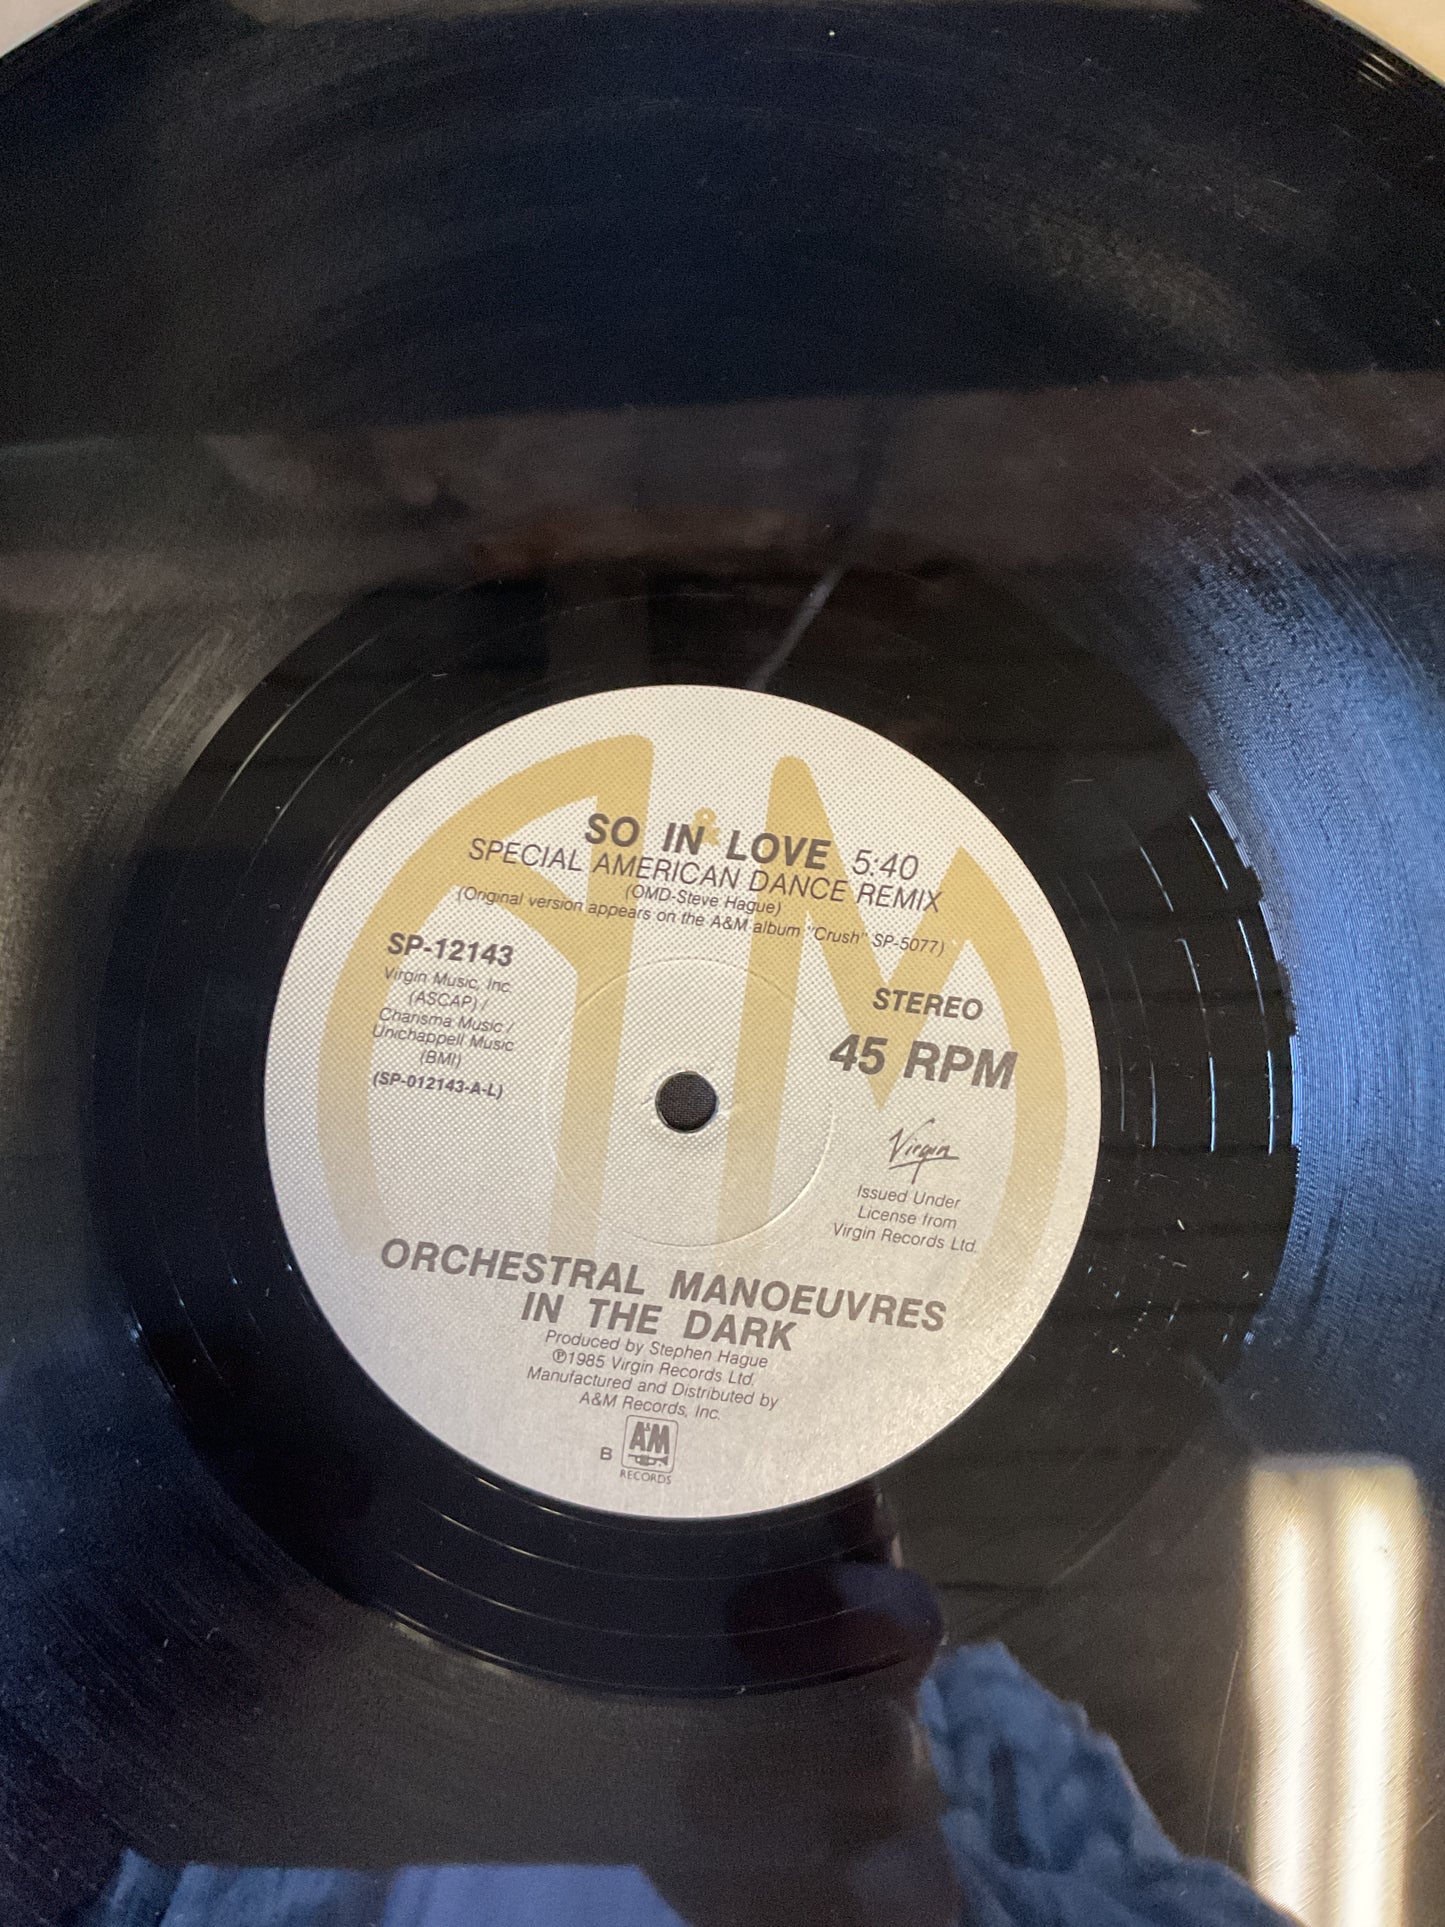 &
SO IN LOVE 5:40
SPECIAL AMERICAN DANCE REMIX
(OMD-Steve Hague)
(Original version appears on the A&M album "Crush" SP-5077)
SP-12143
Virgin Music, Inc.
(ASCAP) /
Charisma Music /
Unichappell Music
(BMI)
(SP-012143-A-L)
STEREO
45 RPM
Virgin
Issued Under
License from
Virgin Records Ltd.
ORCHESTRAL MANOEUVRES
IN THE DARK
Produced by Stephen Hague
℗1985 Virgin Records Ltd.
Manufactured and Distributed by
A&M Records, Inc.
B
A&M
RECORDS